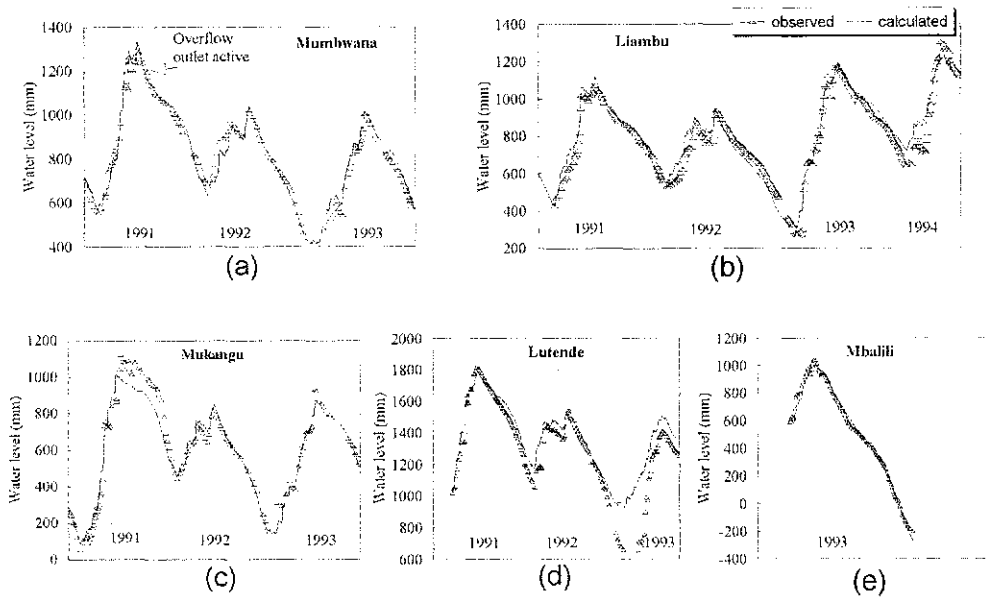 observed calculated
1400
1200
1000
800
600
400
Water level (mm)
Overflow
outlet active
Mumbwana
1991 1992 1993
(a)
1400
1200
1000
800
600
400
200
Water level (mm)
Liambu
1991 1992 1993 1994
(b)
1200
1000
800
600
400
200
0
Water level (mm)
Mukangu
1991 1992 1993
(c)
2000
1800
1600
1400
1200
1000
800
600
Water level (mm)
Lutende
1991 1992 1993
(d)
1200
1000
800
600
400
200
0
-200
-400
Water level (mm)
Mbalili
1993
(e)